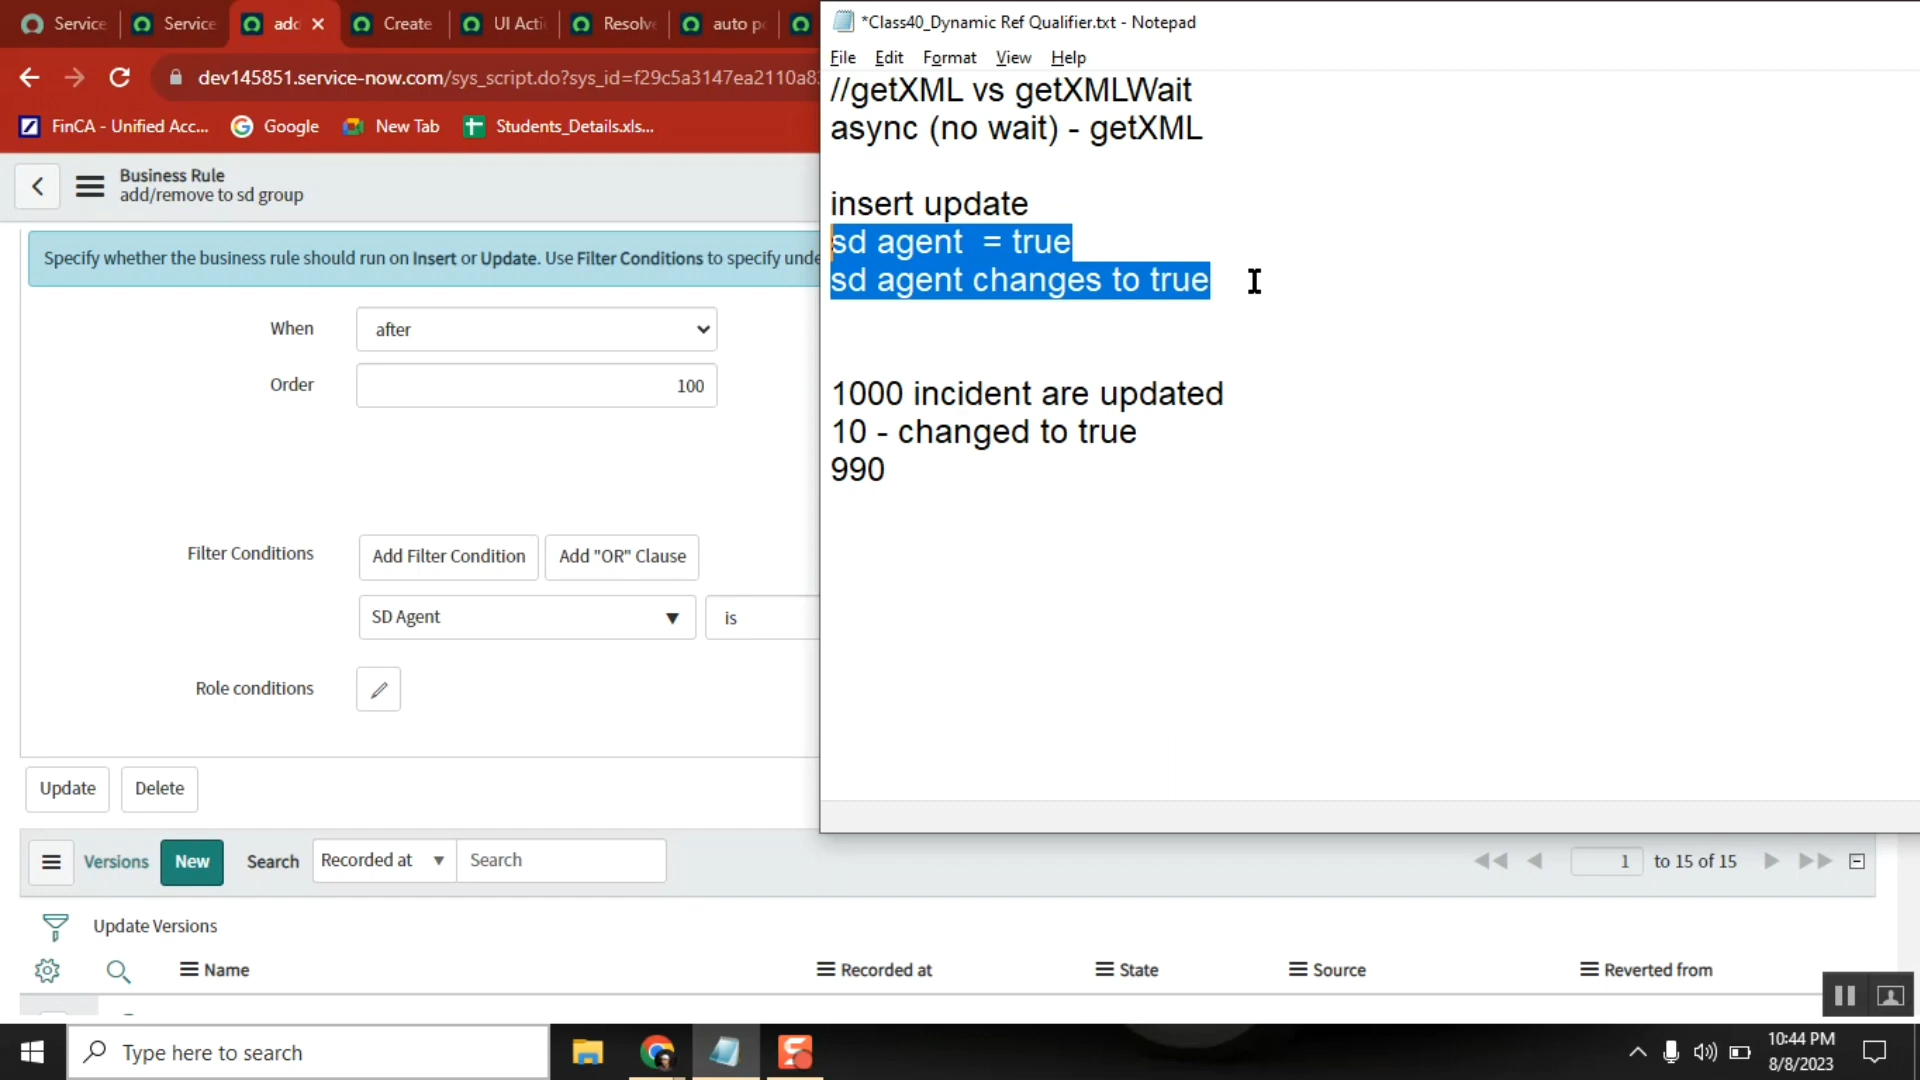 Service
Service
add
Create
UI Acti
Resolve
auto po
*Class40_Dynamic Ref Qualifier.txt - Notepad
File Edit Format View Help
dev145851.service-now.com/sys_script.do?sys_id=f29c5a3147ea2110a83
FinCA - Unified Acc...
Google
New Tab
Students_Details.xls...
//getXML vs getXMLWait
async (no wait) - getXML
insert update
sd agent  = true
sd agent changes to true
1000 incident are updated
10 - changed to true
990
Business Rule
add/remove to sd group
Specify whether the business rule should run on Insert or Update. Use Filter Conditions to specify unde
When
after
Order
100
Filter Conditions
Add Filter Condition
Add "OR" Clause
SD Agent
is
Role conditions
Update
Delete
Versions
New
Search
Recorded at
Search
1 to 15 of 15
Update Versions
Name
Recorded at
State
Source
Reverted from
Type here to search
10:44 PM
8/8/2023